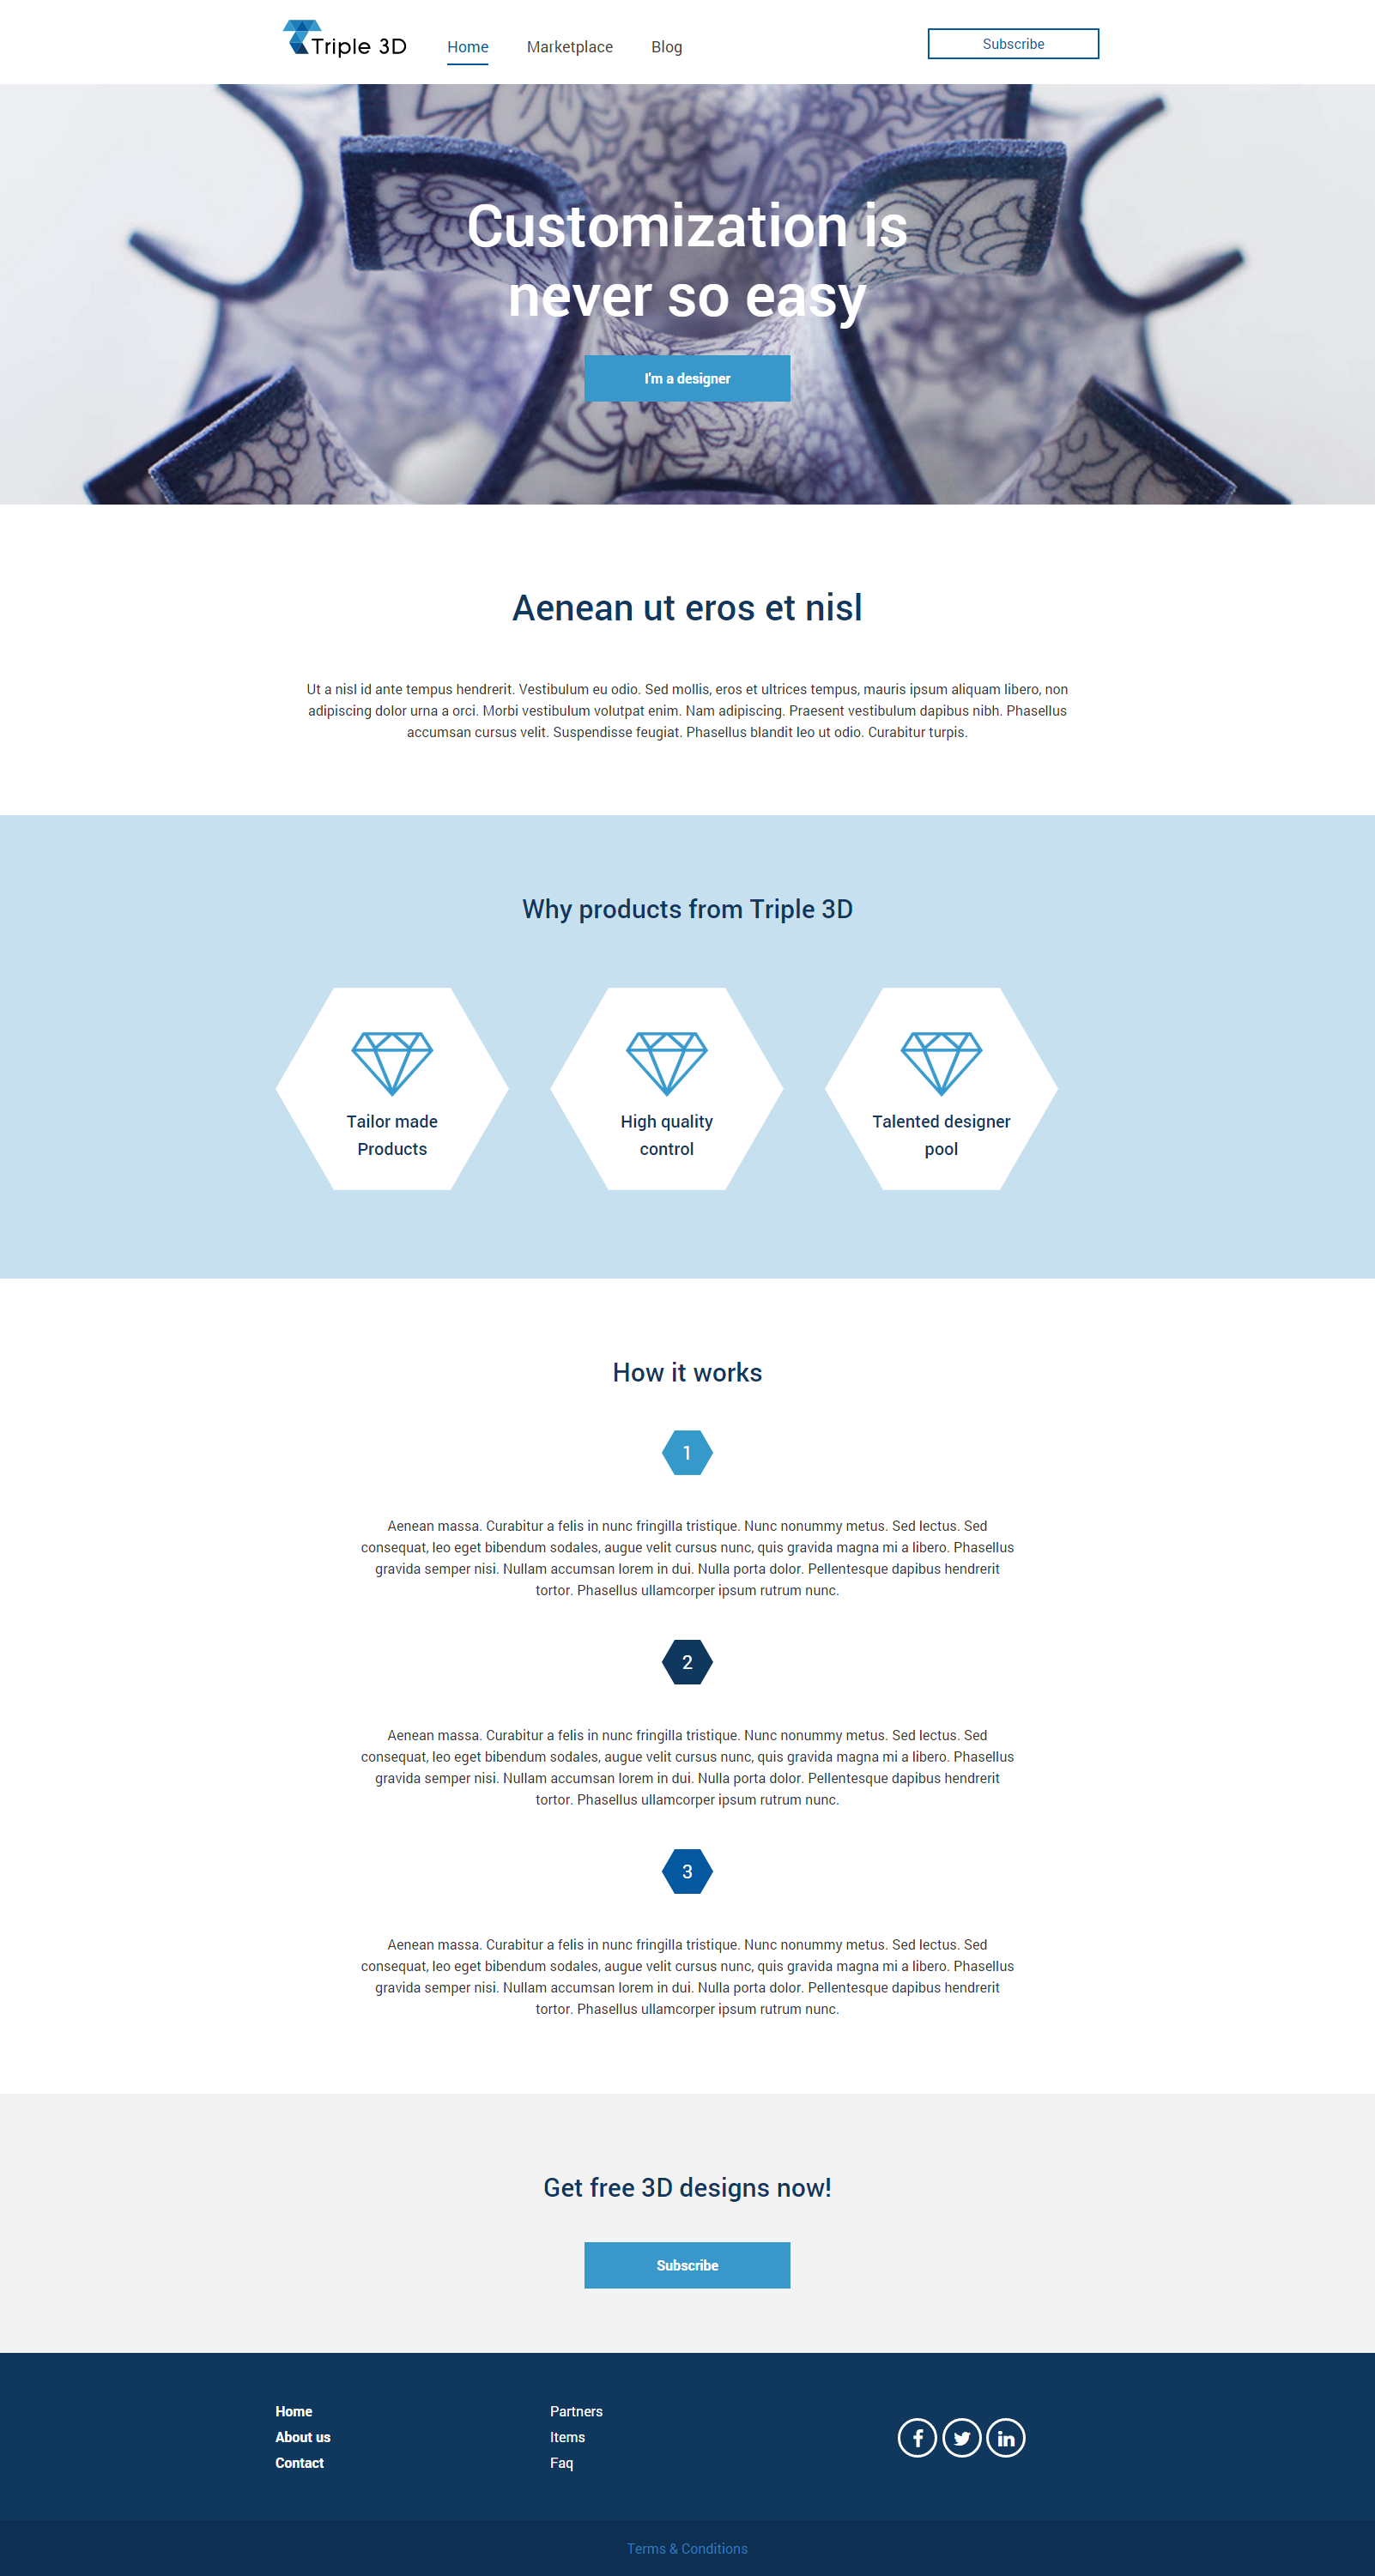 Triple 3D
Home
Marketplace
Blog
Subscribe
Customization is
never so easy
I'm a designer
Aenean ut eros et nisl
Ut a nisl id ante tempus hendrerit. Vestibulum eu odio. Sed mollis, eros et ultrices tempus, mauris ipsum aliquam libero, non
adipiscing dolor urna a orci. Morbi vestibulum volutpat enim. Nam adipiscing. Praesent vestibulum dapibus nibh. Phasellus
accumsan cursus velit. Suspendisse feugiat. Phasellus blandit leo ut odio. Curabitur turpis.
Why products from Triple 3D
Tailor made
Products
High quality
control
Talented designer
pool
How it works
1
Aenean massa. Curabitur a felis in nunc fringilla tristique. Nunc nonummy metus. Sed lectus. Sed
consequat, leo eget bibendum sodales, augue velit cursus nunc, quis gravida magna mi a libero. Phasellus
gravida semper nisi. Nullam accumsan lorem in dui. Nulla porta dolor. Pellentesque dapibus hendrerit
tortor. Phasellus ullamcorper ipsum rutrum nunc.
2
Aenean massa. Curabitur a felis in nunc fringilla tristique. Nunc nonummy metus. Sed lectus. Sed
consequat, leo eget bibendum sodales, augue velit cursus nunc, quis gravida magna mi a libero. Phasellus
gravida semper nisi. Nullam accumsan lorem in dui. Nulla porta dolor. Pellentesque dapibus hendrerit
tortor. Phasellus ullamcorper ipsum rutrum nunc.
3
Aenean massa. Curabitur a felis in nunc fringilla tristique. Nunc nonummy metus. Sed lectus. Sed
consequat, leo eget bibendum sodales, augue velit cursus nunc, quis gravida magna mi a libero. Phasellus
gravida semper nisi. Nullam accumsan lorem in dui. Nulla porta dolor. Pellentesque dapibus hendrerit
tortor. Phasellus ullamcorper ipsum rutrum nunc.
Get free 3D designs now!
Subscribe
Home
About us
Contact
Partners
Items
Faq
Terms & Conditions